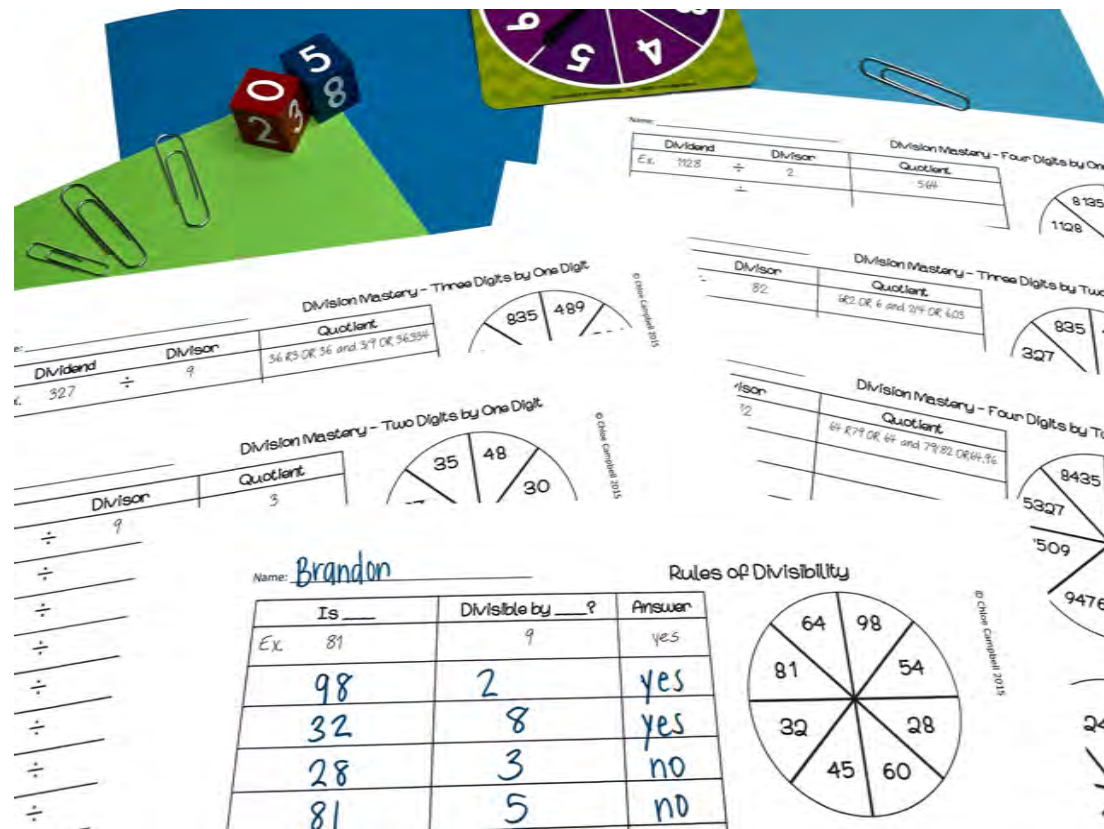 5
8
0
2 3
6 5 4
Name:
Division Mastery - Four Digits by One
Dividend Divisor Quotient
Ex. 1128 ÷ 2 564
÷
8135
1128
Division Mastery - Three Digits by Two
Divisor Quotient
82 6R2 OR 6 and 2/4 OR 6.03
835
327
Division Mastery - Three Digits by One Digit
Dividend Divisor Quotient
327 ÷ 9 36 R3 OR 36 and 3/9 OR 36.334
835 489
© Chloe Campbell 2015
Division Mastery - Four Digits by
Quotient
64 R79 OR 64 and 79/82 OR 64.96
8435
5327
9476
Division Mastery - Two Digits by One Digit
Divisor Quotient
÷ 9 3
÷
÷
÷
÷
÷
÷
÷
35 48
30
© Chloe Campbell 2015
Name: Brandon
Rules of Divisibility
Is ___ Divisible by ___? Answer
Ex. 81 9 yes
98 2 yes
32 8 yes
28 3 no
81 5 no
64 98
81 54
32 28
45 60
© Chloe Campbell 2015